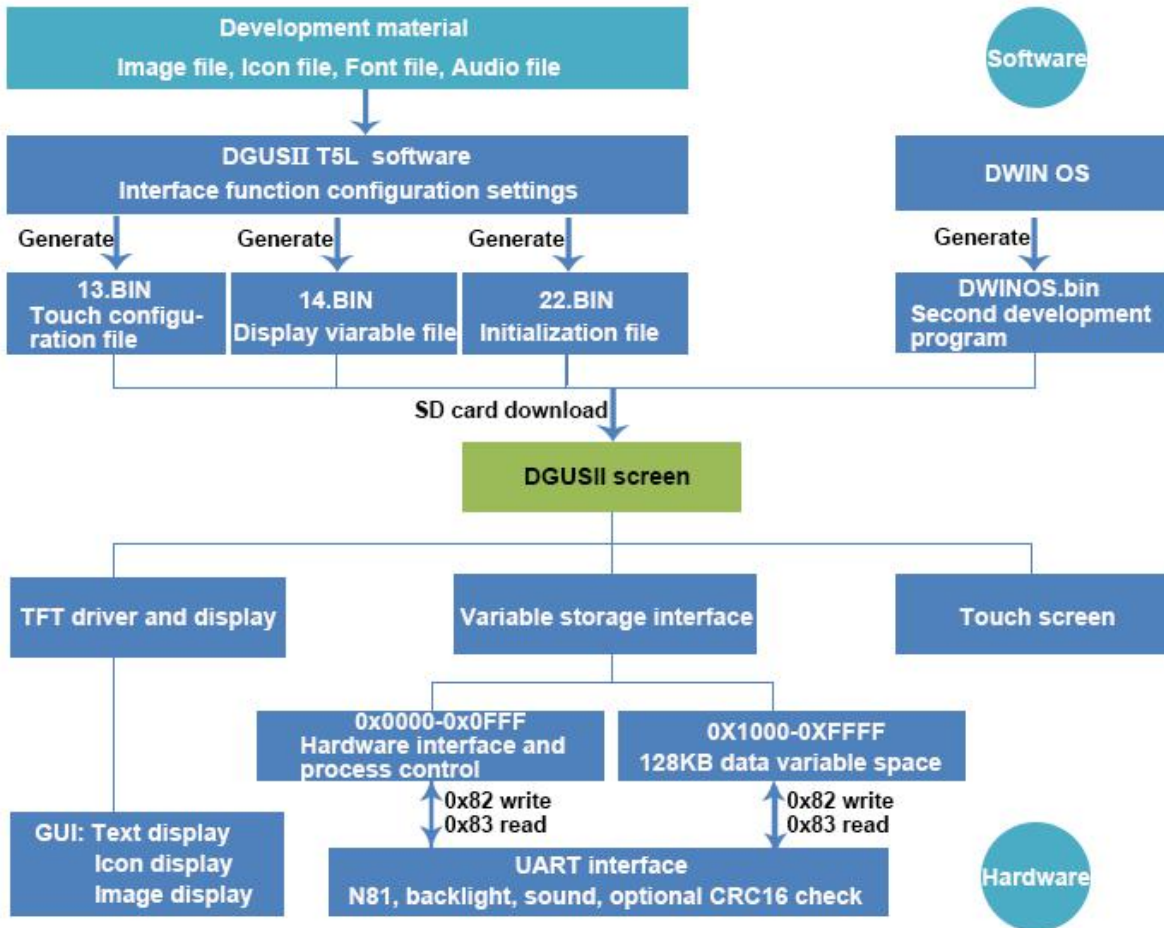 Development material
Image file, Icon file, Font file, Audio file
Software
DGUSII T5L software
Interface function configuration settings
DWIN OS
Generate
Generate
Generate
Generate
13.BIN
Touch configu-
ration file
14.BIN
Display viarable file
22.BIN
Initialization file
DWINOS.bin
Second development
program
SD card download
DGUSII screen
TFT driver and display
Variable storage interface
Touch screen
0x0000-0x0FFF
Hardware interface and
process control
0X1000-0XFFFF
128KB data variable space
0x82 write
0x83 read
0x82 write
0x83 read
GUI: Text display
Icon display
Image display
UART interface
N81, backlight, sound, optional CRC16 check
Hardware